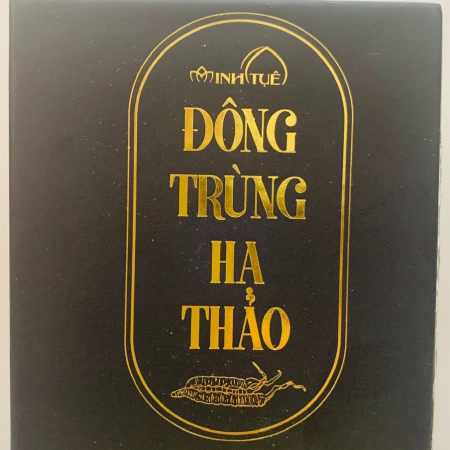 MINH TUỆ
ĐÔNG
TRÙNG
HẠ
THẢO